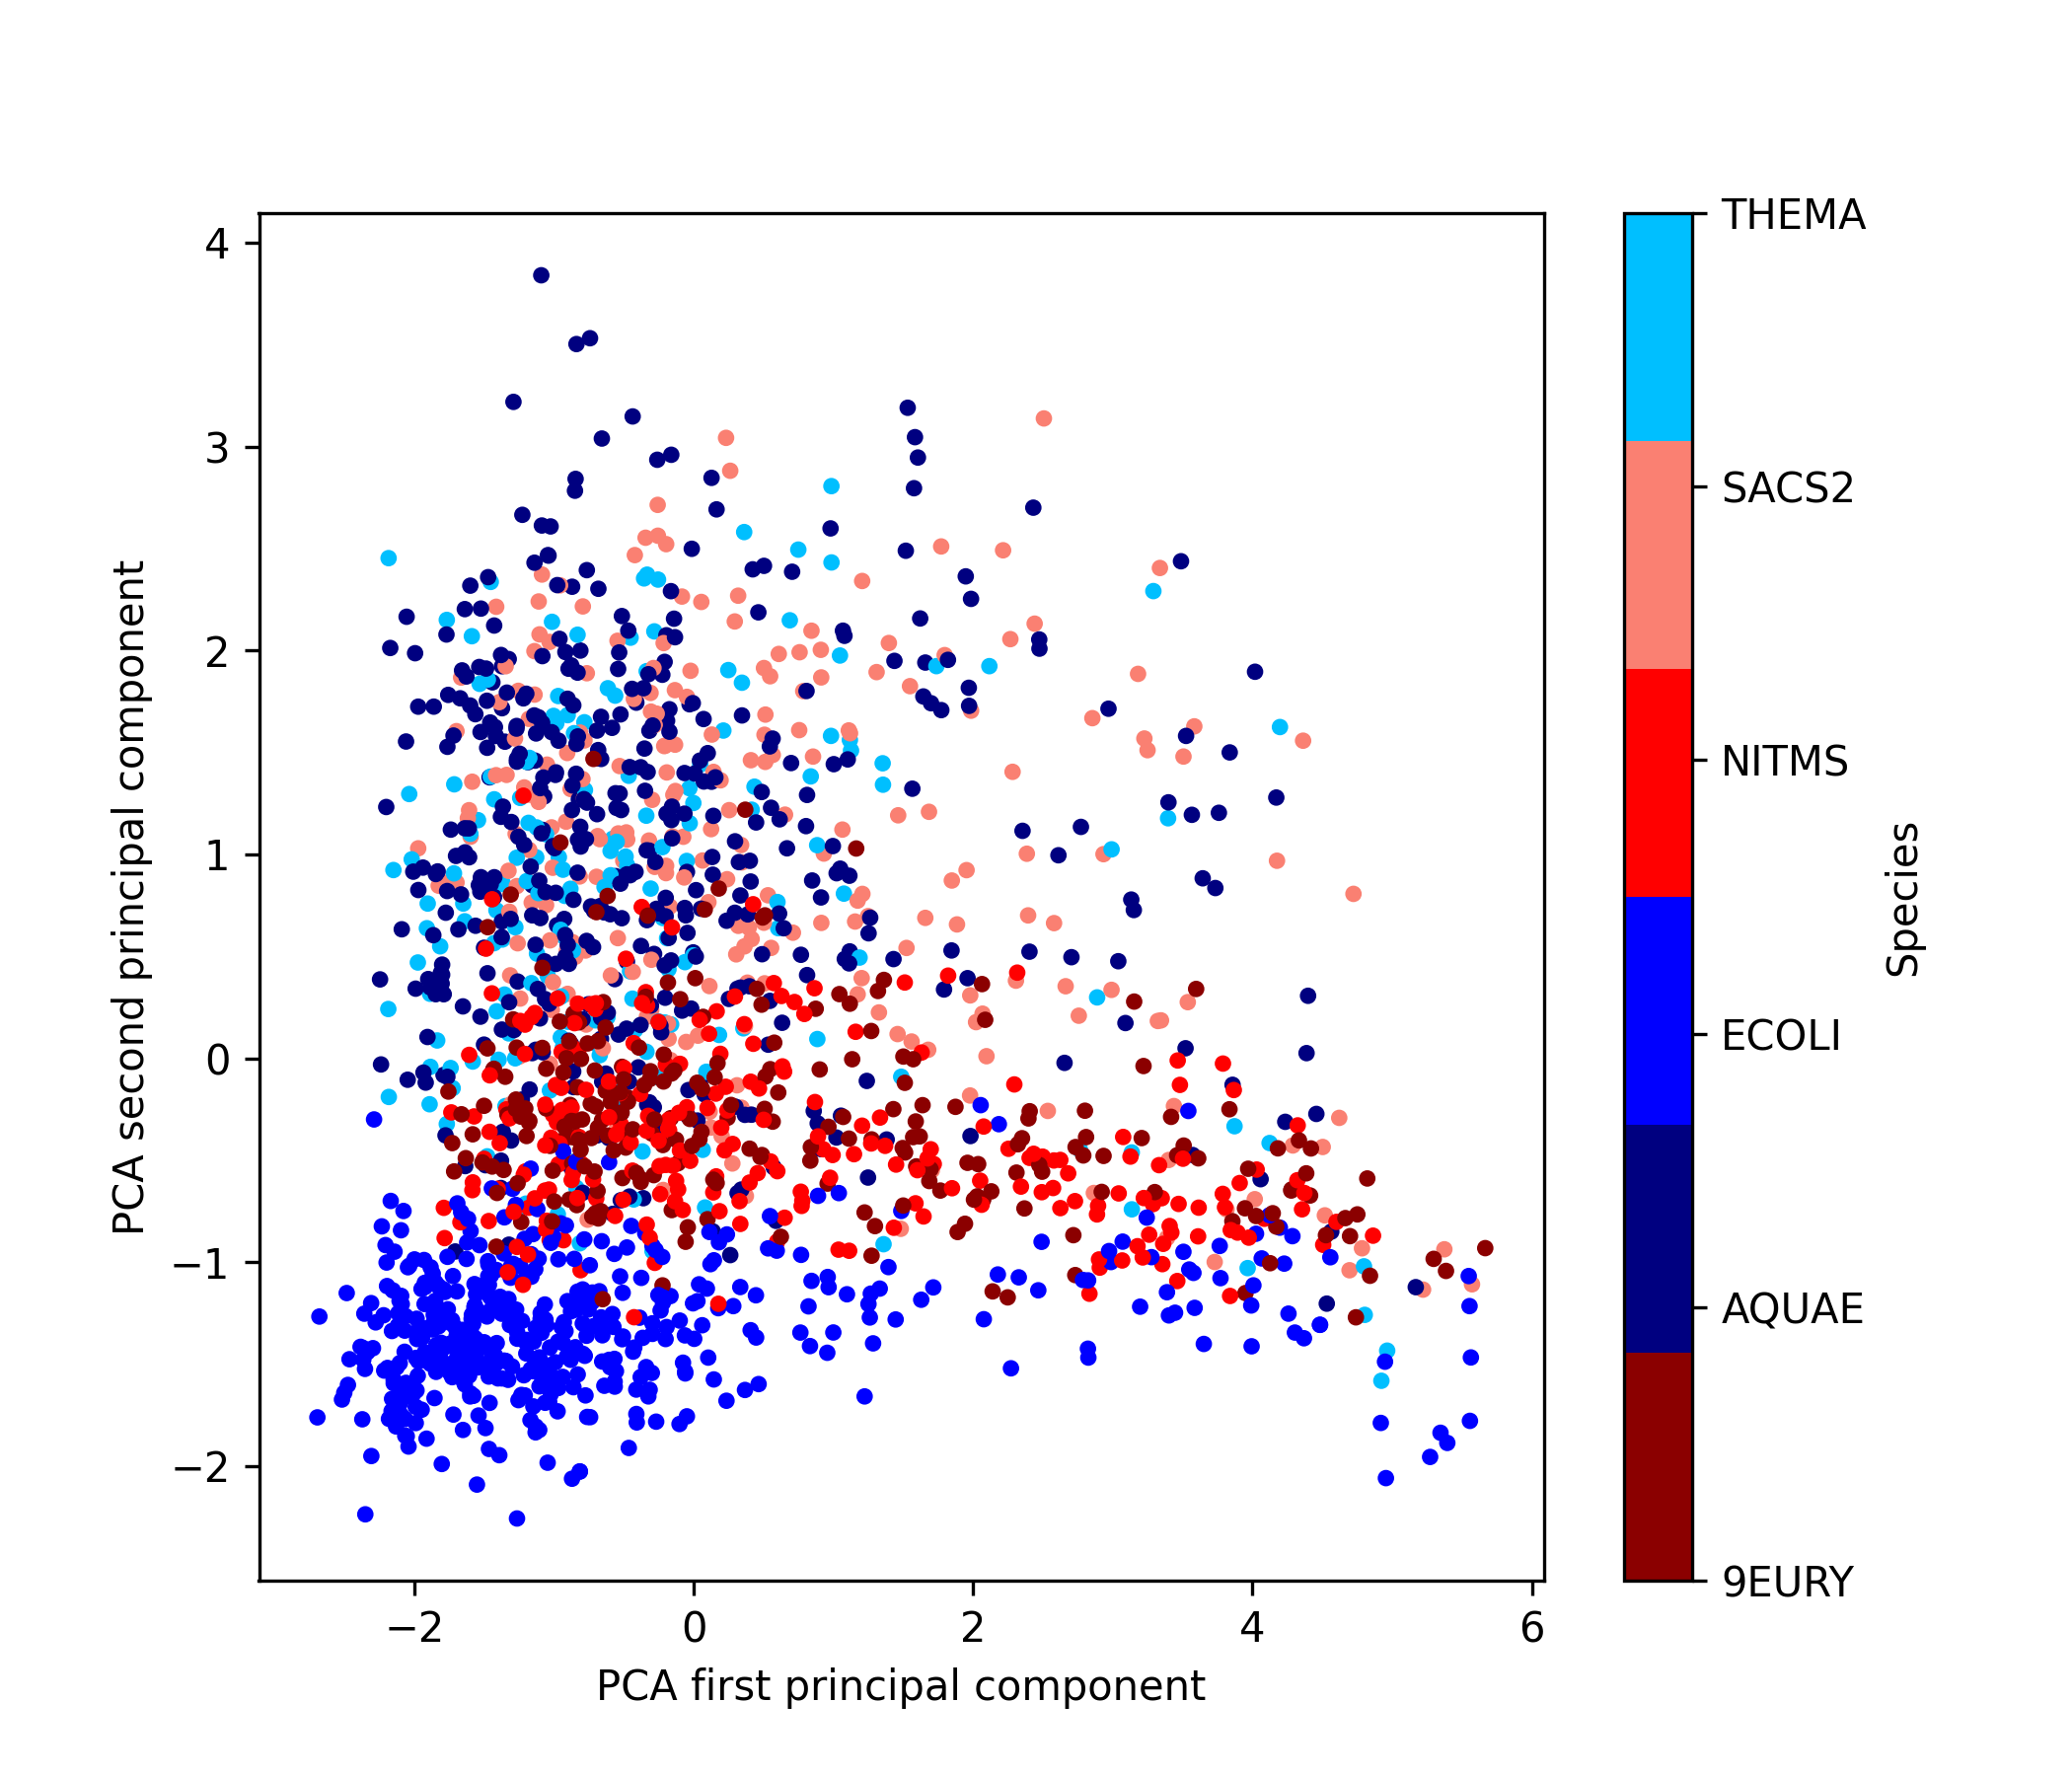 4
3
2
1
0
−1
−2
PCA second principal component
−2
0
2
4
6
PCA first principal component
THEMA
SACS2
NITMS
ECOLI
AQUAE
9EURY
Species